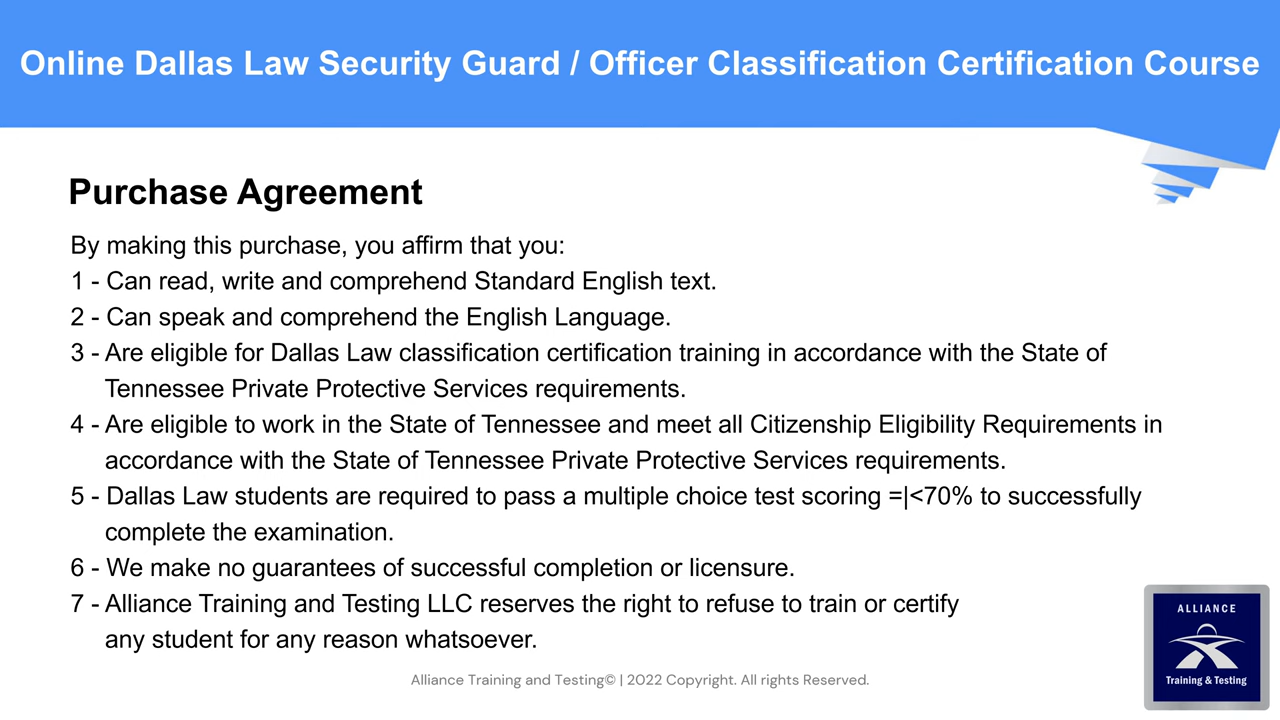 Online Dallas Law Security Guard / Officer Classification Certification Course
Purchase Agreement
By making this purchase, you affirm that you:
1 - Can read, write and comprehend Standard English text.
2 - Can speak and comprehend the English Language.
3 - Are eligible for Dallas Law classification certification training in accordance with the State of
Tennessee Private Protective Services requirements.
4 - Are eligible to work in the State of Tennessee and meet all Citizenship Eligibility Requirements in
accordance with the State of Tennessee Private Protective Services requirements.
5 - Dallas Law students are required to pass a multiple choice test scoring =|<70% to successfully
complete the examination.
6 - We make no guarantees of successful completion or licensure.
7 - Alliance Training and Testing LLC reserves the right to refuse to train or certify
any student for any reason whatsoever.
ALLIANCE
Training & Testing
Alliance Training and Testing© | 2022 Copyright. All rights Reserved.